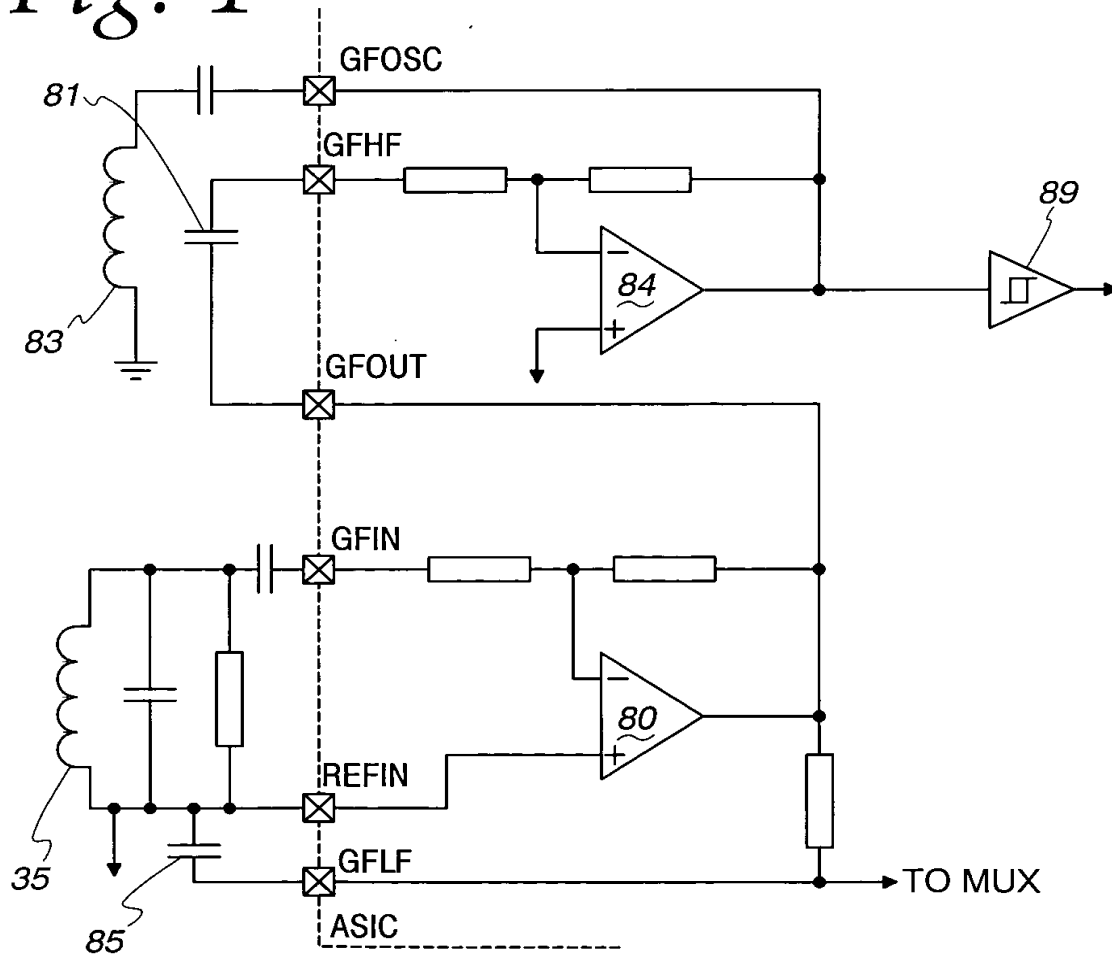 Fig. 1
GFOSC
81
GFHF
89
84
83
GFOUT
GFIN
80
REFIN
35
GFLF
TO MUX
85
ASIC